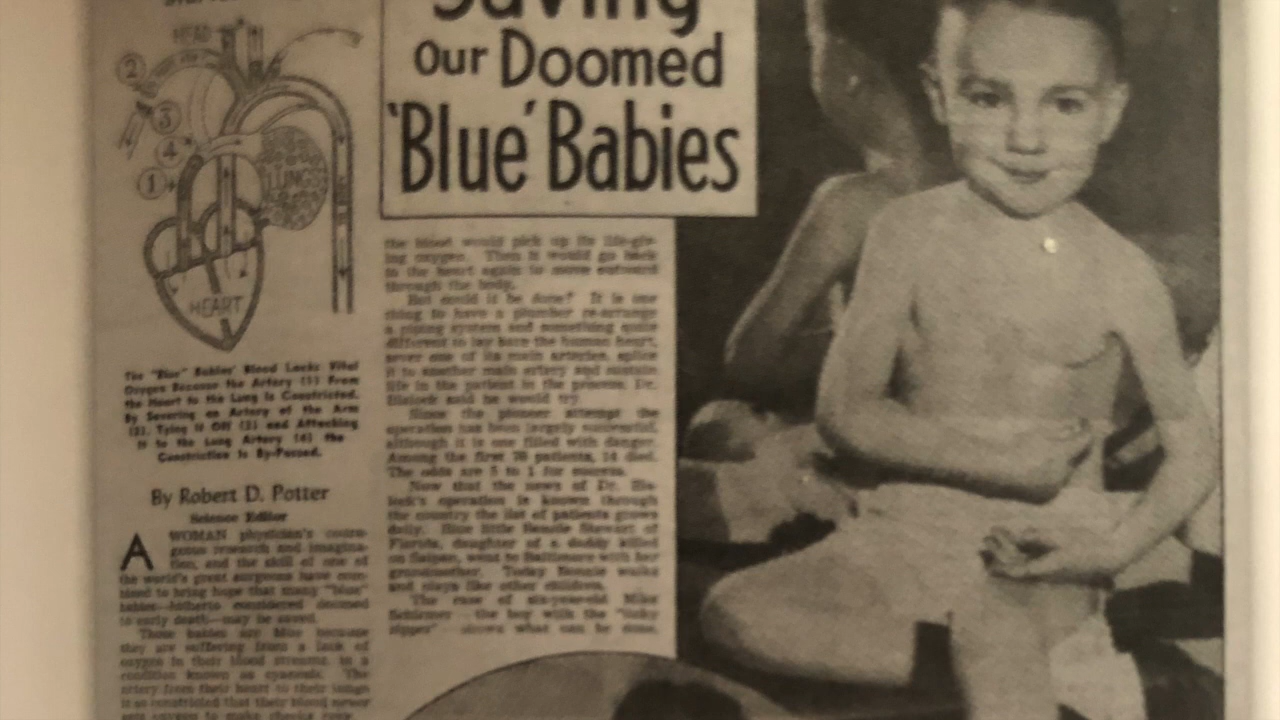 Saving
Our Doomed
'Blue' Babies
HEAD
2
3
4
1
LUNG
HEART
The "Blue" Babies' Blood Lacks Vital
Oxygen Because the Artery (1) From
the Heart to the Lung Is Constricted.
By Severing an Artery of the Arm
(2), Tying It Off (3) and Attaching
It to the Lung Artery (4) the
Constriction Is By-Passed.
By Robert D. Potter
Science Editor
A WOMAN physician's coura-
geous research and imagina-
tion, and the skill of one of
the world's great surgeons have com-
bined to bring hope that many "blue"
babies—hitherto considered doomed
to early death—may be saved.
These babies are blue because
they are suffering from a lack of
oxygen in their blood streams, in a
condition known as cyanosis. The
artery from their heart to their lungs
is so constricted that their blood never
gets oxygen to make cheeks rosy
the blood would pick up its life-giv-
ing oxygen. Then it would go back
to the heart again to move outward
through the body.
But could it be done? It is one
thing to have a plumber re-arrange
a piping system and something quite
different to lay bare the human heart,
sever one of its main arteries, splice
it to another main artery and sustain
life in the patient in the process. Dr.
Blalock said he would try.
Since the pioneer attempt the
operation has been largely successful,
although it is one filled with danger.
Among the first 70 patients, 14 died.
The odds are 5 to 1 for success.
Now that the news of Dr. Bla-
lock's operation is known through
the country the list of patients grows
daily. Blue little Bennie Stewart of
Florida, daughter of a daddy killed
on Saipan, went to Baltimore with her
grandmother. Today Bennie walks
and plays like other children.
The case of six-year-old Mike
the boy with the
zipper" shows what can be done.